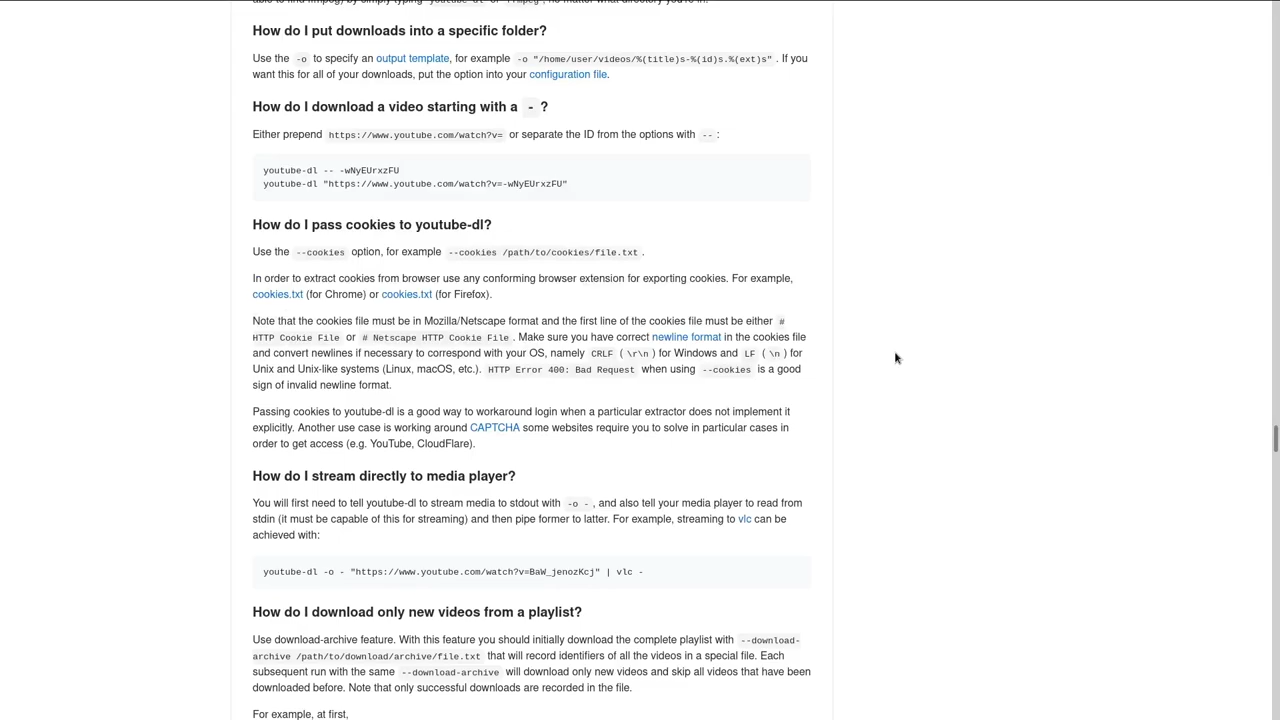 How do I put downloads into a specific folder?
Use the -o to specify an output template, for example -o "/home/user/videos/%(title)s-%(id)s.%(ext)s" . If you
want this for all of your downloads, put the option into your configuration file.
How do I download a video starting with a - ?
Either prepend https://www.youtube.com/watch?v= or separate the ID from the options with -- :
youtube-dl -- -wNyEUrxzFU
youtube-dl "https://www.youtube.com/watch?v=-wNyEUrxzFU"
How do I pass cookies to youtube-dl?
Use the --cookies option, for example --cookies /path/to/cookies/file.txt .
In order to extract cookies from browser use any conforming browser extension for exporting cookies. For example,
cookies.txt (for Chrome) or cookies.txt (for Firefox).
Note that the cookies file must be in Mozilla/Netscape format and the first line of the cookies file must be either #
HTTP Cookie File or # Netscape HTTP Cookie File . Make sure you have correct newline format in the cookies file
and convert newlines if necessary to correspond with your OS, namely CRLF ( \r\n ) for Windows and LF ( \n ) for
Unix and Unix-like systems (Linux, macOS, etc.). HTTP Error 400: Bad Request when using --cookies is a good
sign of invalid newline format.
Passing cookies to youtube-dl is a good way to workaround login when a particular extractor does not implement it
explicitly. Another use case is working around CAPTCHA some websites require you to solve in particular cases in
order to get access (e.g. YouTube, CloudFlare).
How do I stream directly to media player?
You will first need to tell youtube-dl to stream media to stdout with -o - , and also tell your media player to read from
stdin (it must be capable of this for streaming) and then pipe former to latter. For example, streaming to vlc can be
achieved with:
youtube-dl -o - "https://www.youtube.com/watch?v=BaW_jenozKcj" | vlc -
How do I download only new videos from a playlist?
Use download-archive feature. With this feature you should initially download the complete playlist with --download-
archive /path/to/download/archive/file.txt that will record identifiers of all the videos in a special file. Each
subsequent run with the same --download-archive will download only new videos and skip all videos that have been
downloaded before. Note that only successful downloads are recorded in the file.
For example, at first,